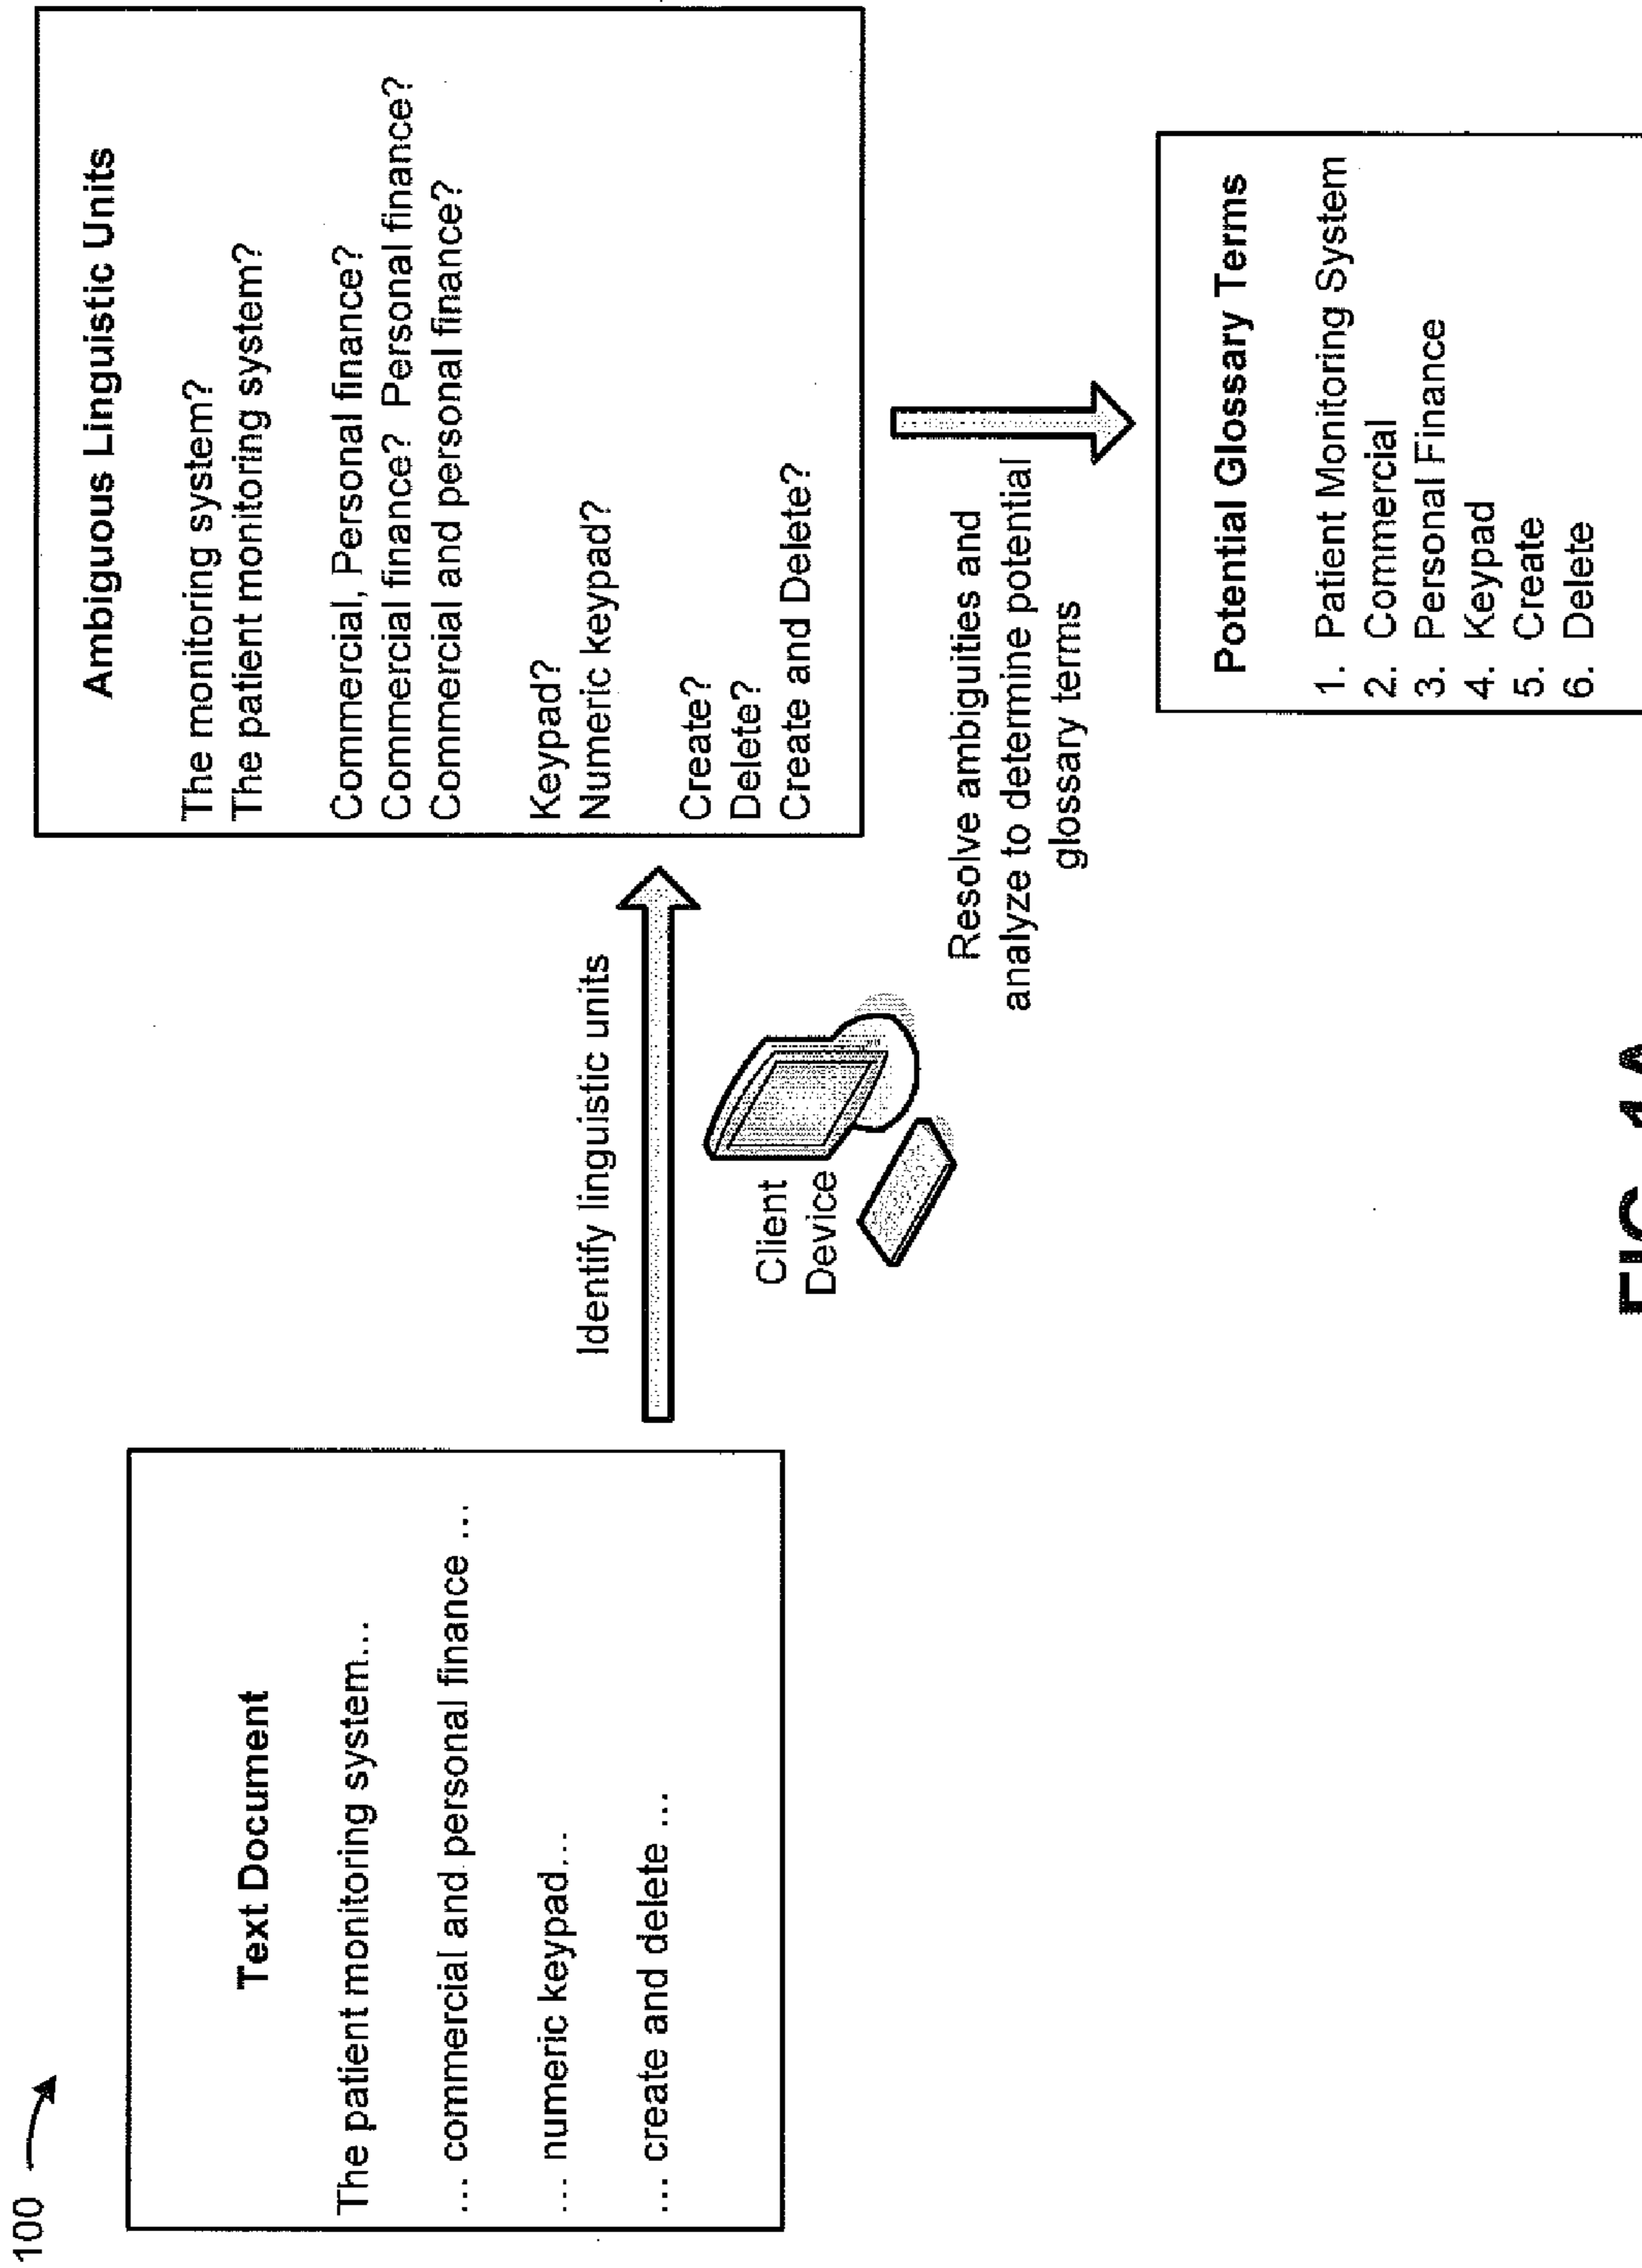 100
Text Document
The patient monitoring system...
... commercial and personal finance ...
... numeric keypad...
... create and delete ...
Identify linguistic units
Client
Device
Ambiguous Linguistic Units
The monitoring system?
The patient monitoring system?
Commercial, Personal finance?
Commercial finance? Personal finance?
Commercial and personal finance?
Keypad?
Numeric keypad?
Create?
Delete?
Create and Delete?
Resolve ambiguities and
analyze to determine potential
glossary terms
Potential Glossary Terms
1. Patient Monitoring System
2. Commercial
3. Personal Finance
4. Keypad
5. Create
6. Delete
FIG. 1A